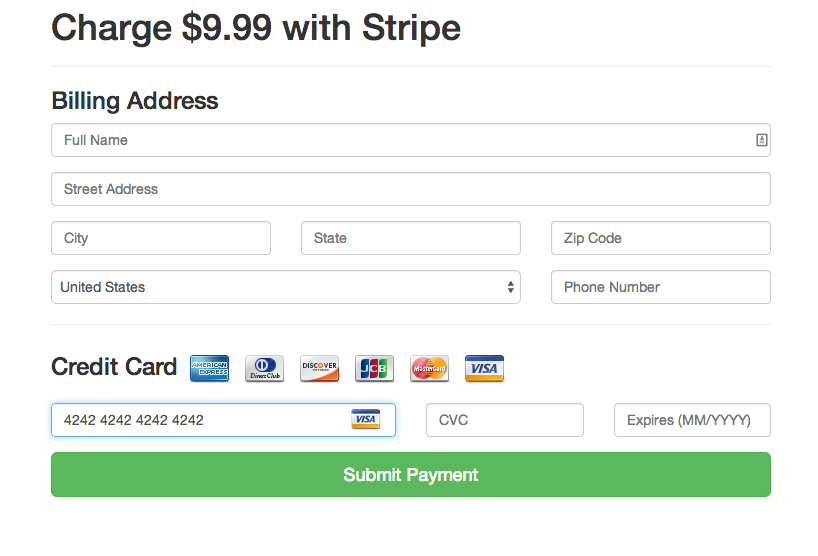 Charge $9.99 with Stripe
Billing Address
Full Name
Street Address
City State Zip Code
United States Phone Number
Credit Card AMERICAN EXPRESS Diners Club DISCOVER JCB MasterCard VISA
4242 4242 4242 4242 VISA CVC Expires (MM/YYYY)
Submit Payment